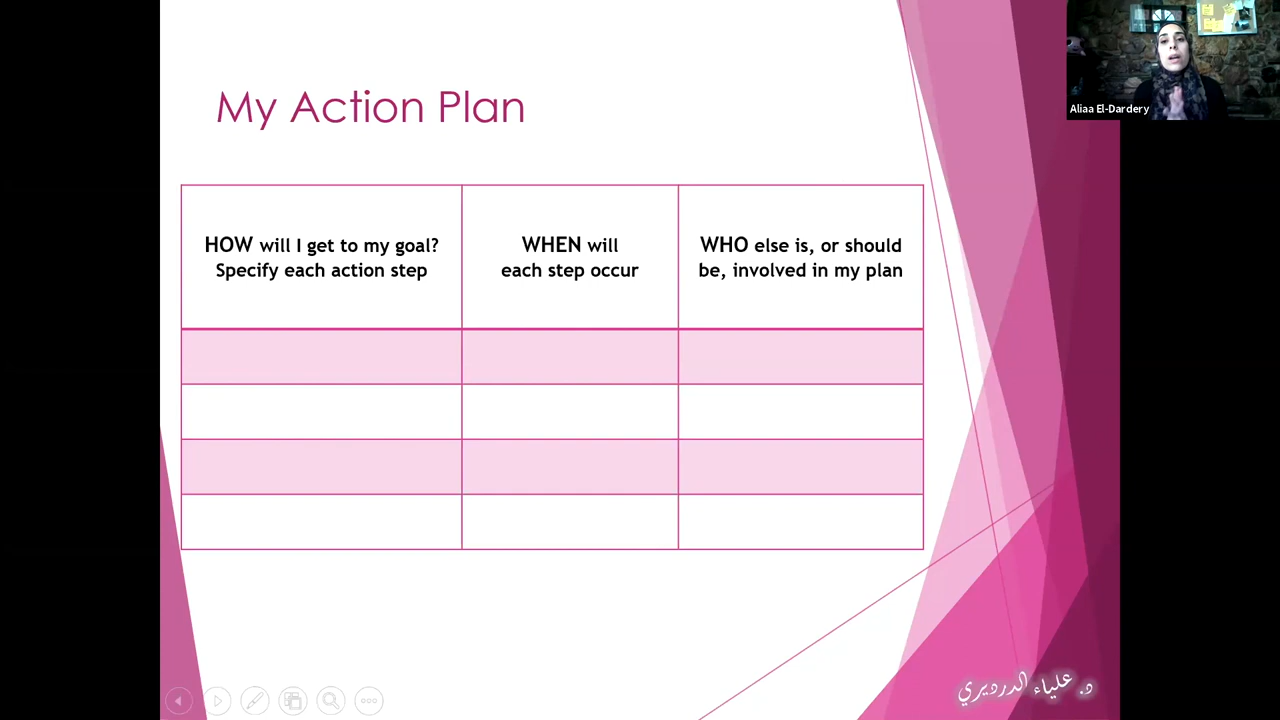 Aliaa El-Dardery
My Action Plan
HOW will I get to my goal?
Specify each action step
WHEN will
each step occur
WHO else is, or should
be, involved in my plan
د. علياء الدرديري